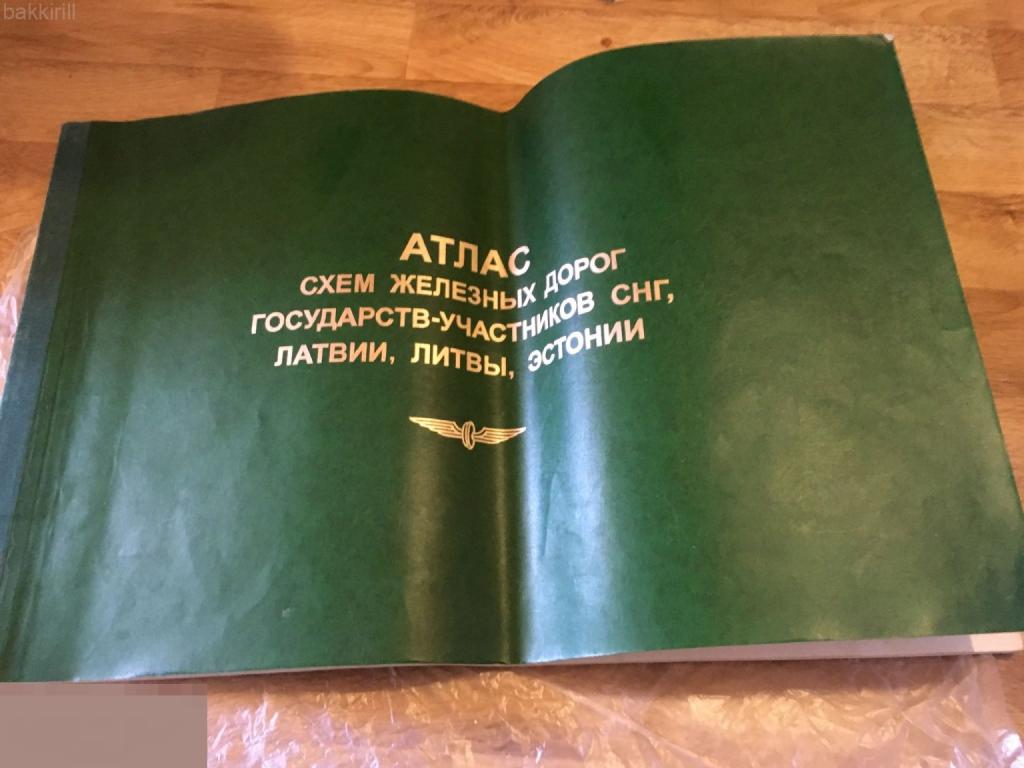 bakkirill
АТЛАС
СХЕМ ЖЕЛЕЗНЫХ ДОРОГ
ГОСУДАРСТВ-УЧАСТНИКОВ СНГ,
ЛАТВИИ, ЛИТВЫ, ЭСТОНИИ